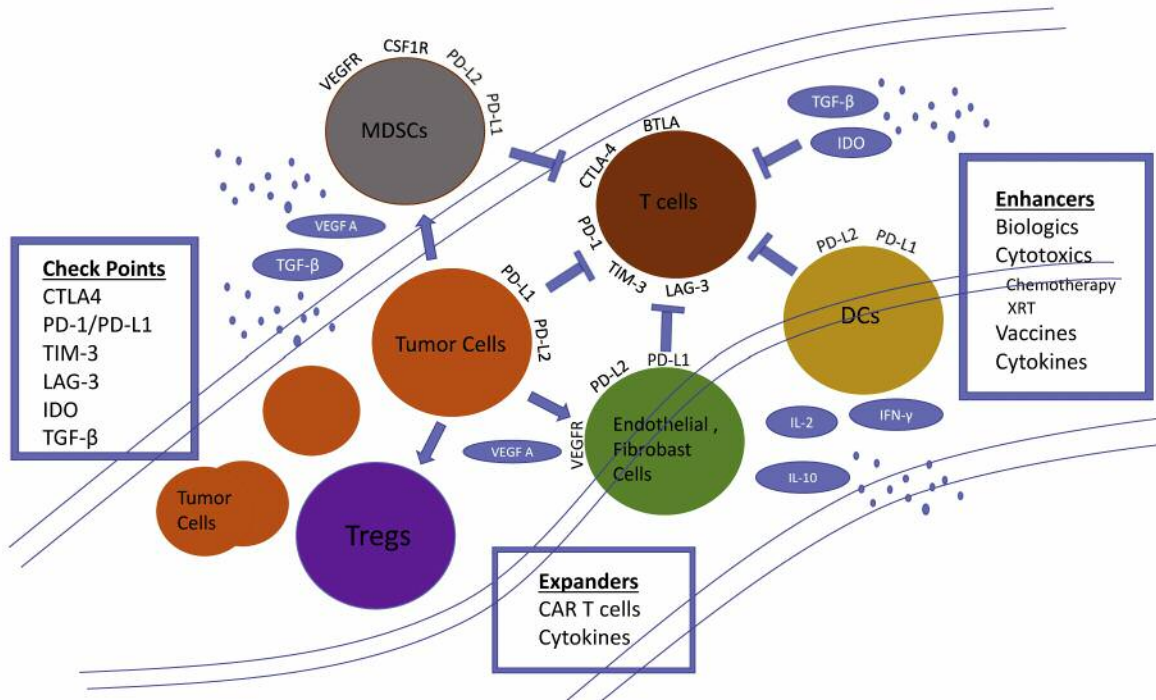 VEGFR
CSF1R
PD-L2
PD-L1
MDSCs
TGF-β
IDO
BTLA
CTLA-4
T cells
PD-1
TIM-3
LAG-3
VEGF A
TGF-β
Check Points
CTLA4
PD-1/PD-L1
TIM-3
LAG-3
IDO
TGF-β
PD-L1
PD-L2
Tumor Cells
PD-L2
PD-L1
DCs
Enhancers
Biologics
Cytotoxics
Chemotherapy
XRT
Vaccines
Cytokines
PD-L2
PD-L1
VEGFR
Endothelial ,
Fibrobast
Cells
VEGF A
IL-2
IFN-γ
IL-10
Tumor
Cells
Tregs
Expanders
CAR T cells
Cytokines